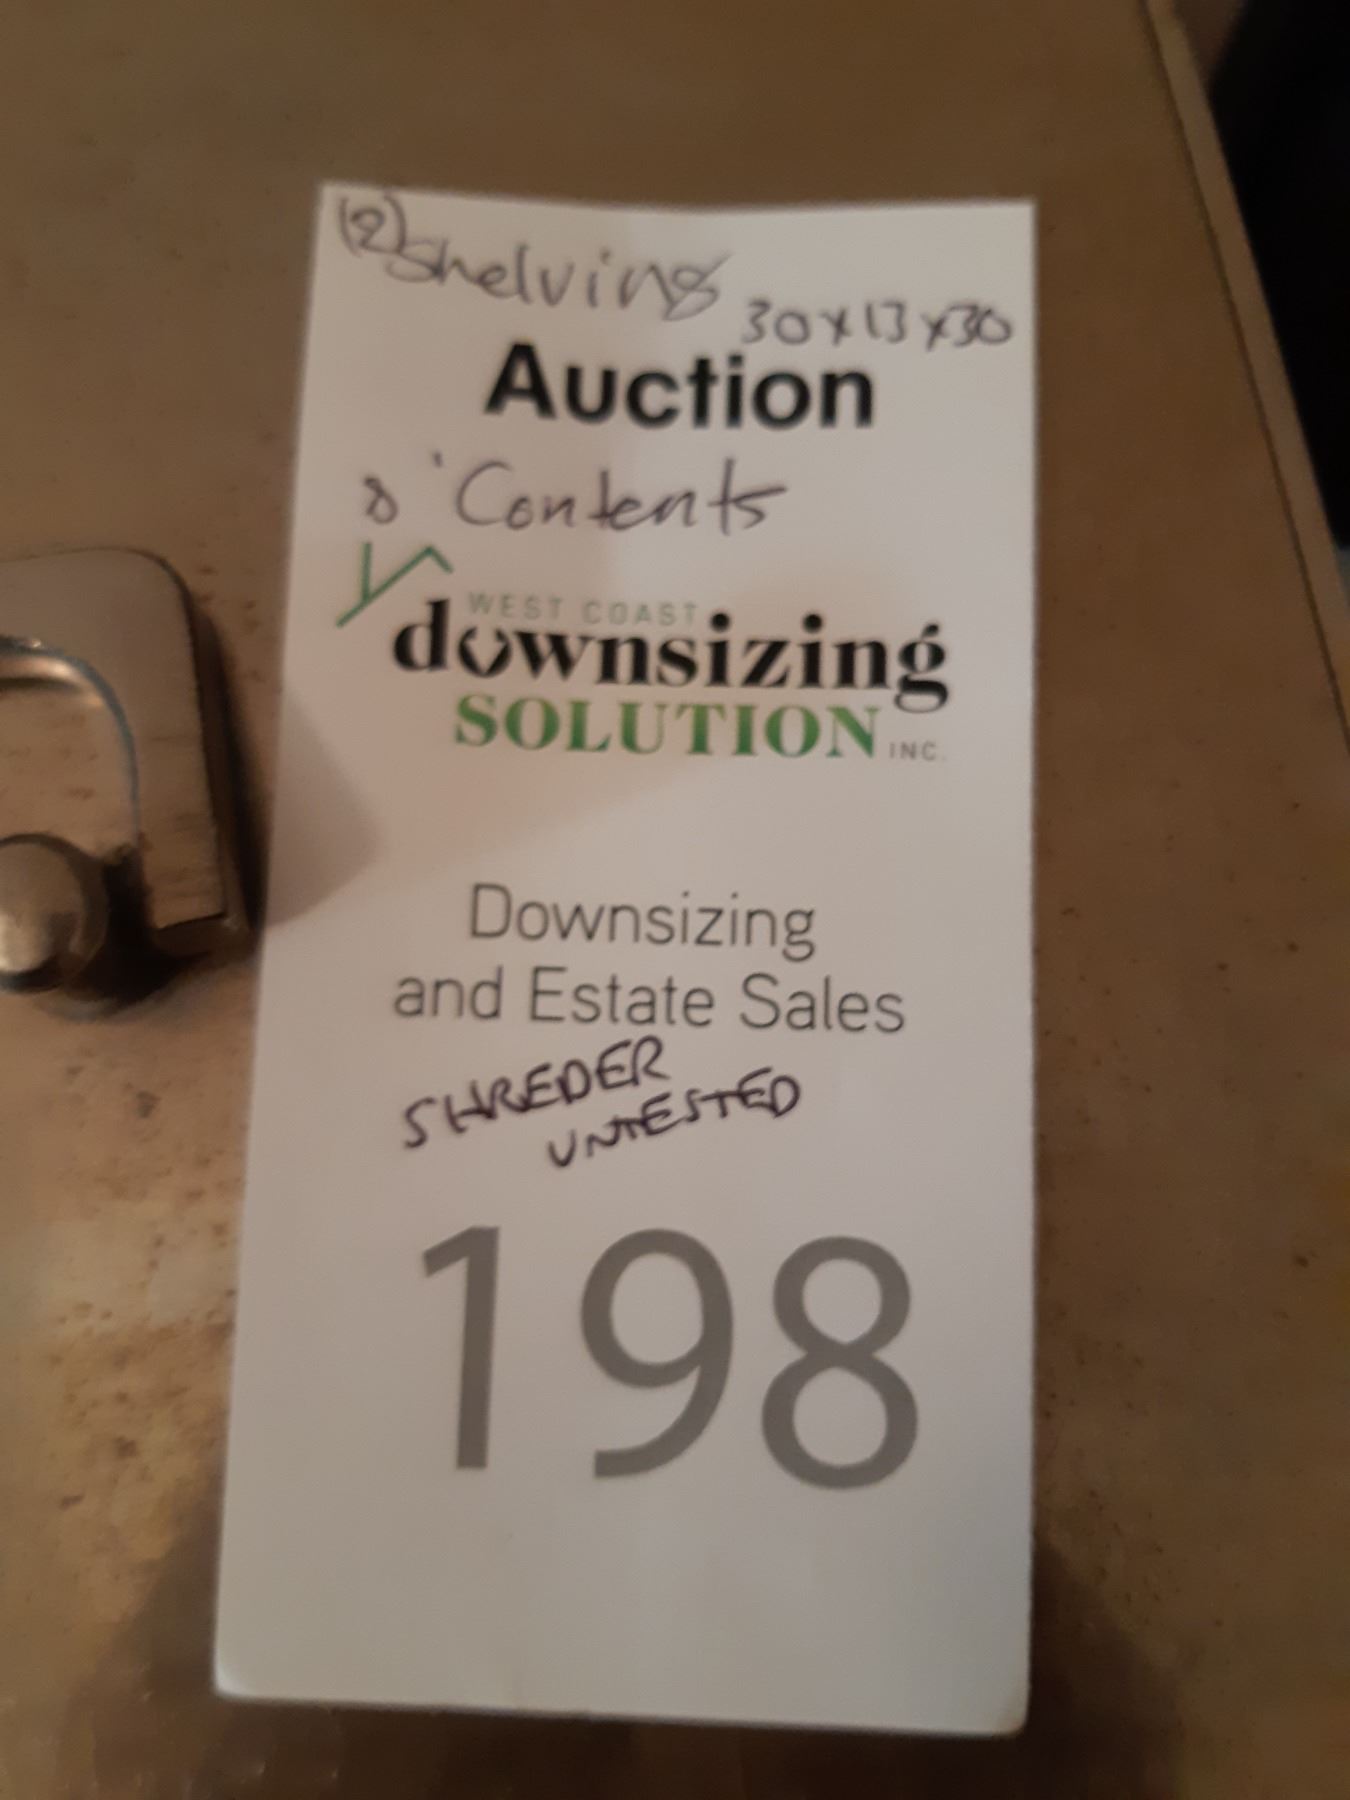 (2) Shelving
30x13x30
Auction
& Contents
WEST COAST
downsizing
SOLUTION INC.
Downsizing
and Estate Sales
SHREDER
UNTESTED
198